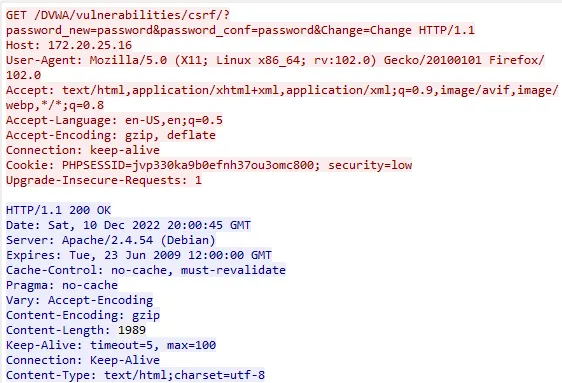 GET /DVWA/vulnerabilities/csrf/?
password_new=password&password_conf=password&Change=Change HTTP/1.1
Host: 172.20.25.16
User-Agent: Mozilla/5.0 (X11; Linux x86_64; rv:102.0) Gecko/20100101 Firefox/
102.0
Accept: text/html,application/xhtml+xml,application/xml;q=0.9,image/avif,image/
webp,*/*;q=0.8
Accept-Language: en-US,en;q=0.5
Accept-Encoding: gzip, deflate
Connection: keep-alive
Cookie: PHPSESSID=jvp330ka9b0efnh37ou3omc800; security=low
Upgrade-Insecure-Requests: 1
HTTP/1.1 200 OK
Date: Sat, 10 Dec 2022 20:00:45 GMT
Server: Apache/2.4.54 (Debian)
Expires: Tue, 23 Jun 2009 12:00:00 GMT
Cache-Control: no-cache, must-revalidate
Pragma: no-cache
Vary: Accept-Encoding
Content-Encoding: gzip
Content-Length: 1989
Keep-Alive: timeout=5, max=100
Connection: Keep-Alive
Content-Type: text/html;charset=utf-8